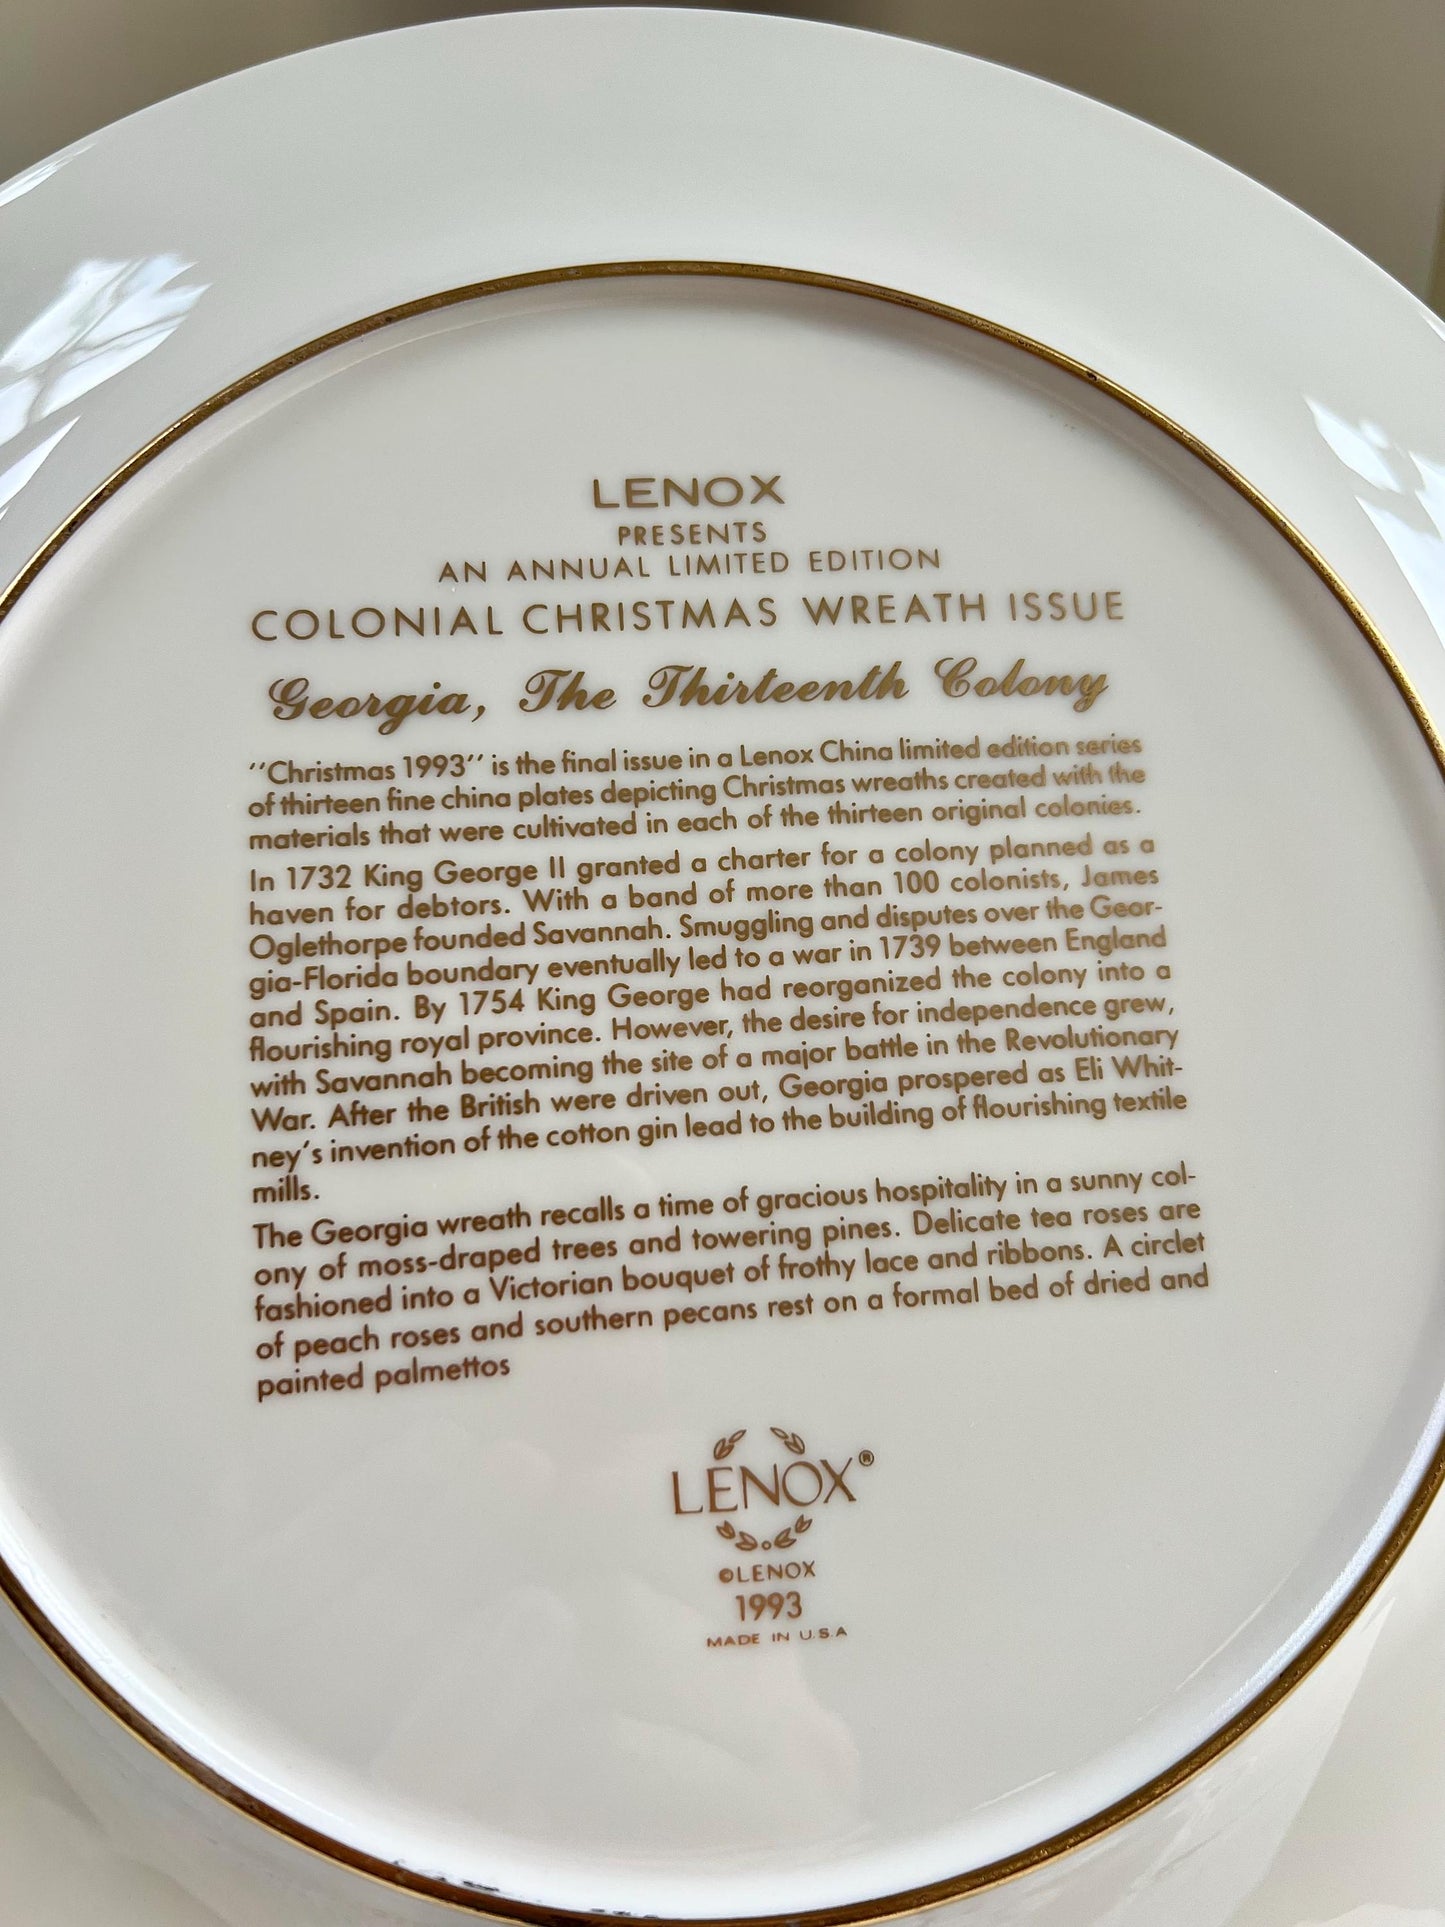 LENOX
PRESENTS
AN ANNUAL LIMITED EDITION
COLONIAL CHRISTMAS WREATH ISSUE
Georgia, The Thirteenth Colony
''Christmas 1993'' is the final issue in a Lenox China limited edition series
of thirteen fine china plates depicting Christmas wreaths created with the
materials that were cultivated in each of the thirteen original colonies.
In 1732 King George II granted a charter for a colony planned as a
haven for debtors. With a band of more than 100 colonists, James
Oglethorpe founded Savannah. Smuggling and disputes over the Geor-
gia-Florida boundary eventually led to a war in 1739 between England
and Spain. By 1754 King George had reorganized the colony into a
flourishing royal province. However, the desire for independence grew,
with Savannah becoming the site of a major battle in the Revolutionary
War. After the British were driven out, Georgia prospered as Eli Whit-
ney's invention of the cotton gin lead to the building of flourishing textile
mills.
The Georgia wreath recalls a time of gracious hospitality in a sunny col-
ony of moss-draped trees and towering pines. Delicate tea roses are
fashioned into a Victorian bouquet of frothy lace and ribbons. A circlet
of peach roses and southern pecans rest on a formal bed of dried and
painted palmettos
LENOX®
©LENOX
1993
MADE IN U.S.A